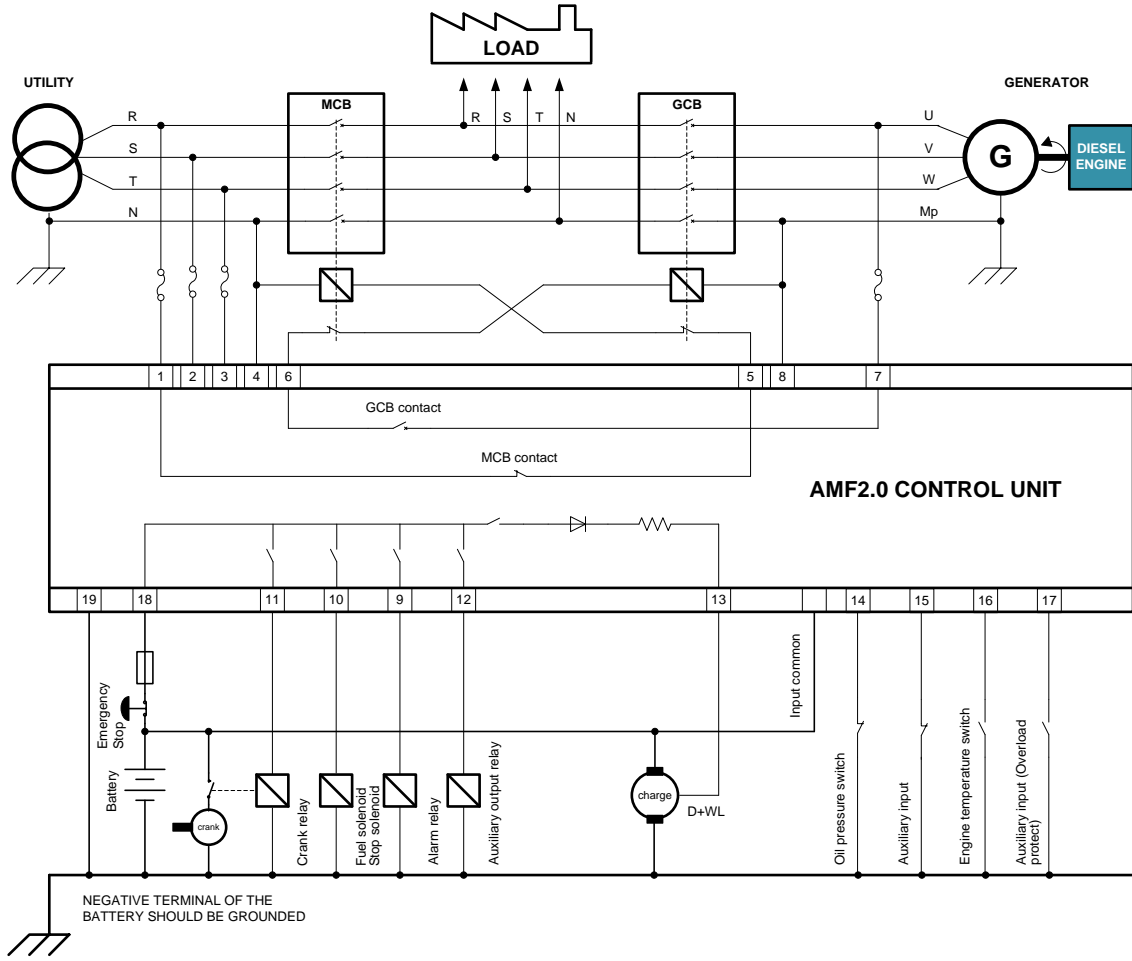 LOAD
UTILITY
GENERATOR
MCB
GCB
R
R
S
T
N
U
S
V
T
W
N
Mp
G
DIESEL
ENGINE
1
2
3
4
6
5
8
7
GCB contact
MCB contact
AMF2.0 CONTROL UNIT
19
18
11
10
9
12
13
14
15
16
17
Emergency
Stop
Battery
crank
Crank relay
Fuel solenoid
Stop solenoid
Alarm relay
Auxiliary output relay
charge
D+WL
Input common
Oil pressure switch
Auxiliary input
Engine temperature switch
Auxiliary input (Overload
protect)
NEGATIVE TERMINAL OF THE
BATTERY SHOULD BE GROUNDED